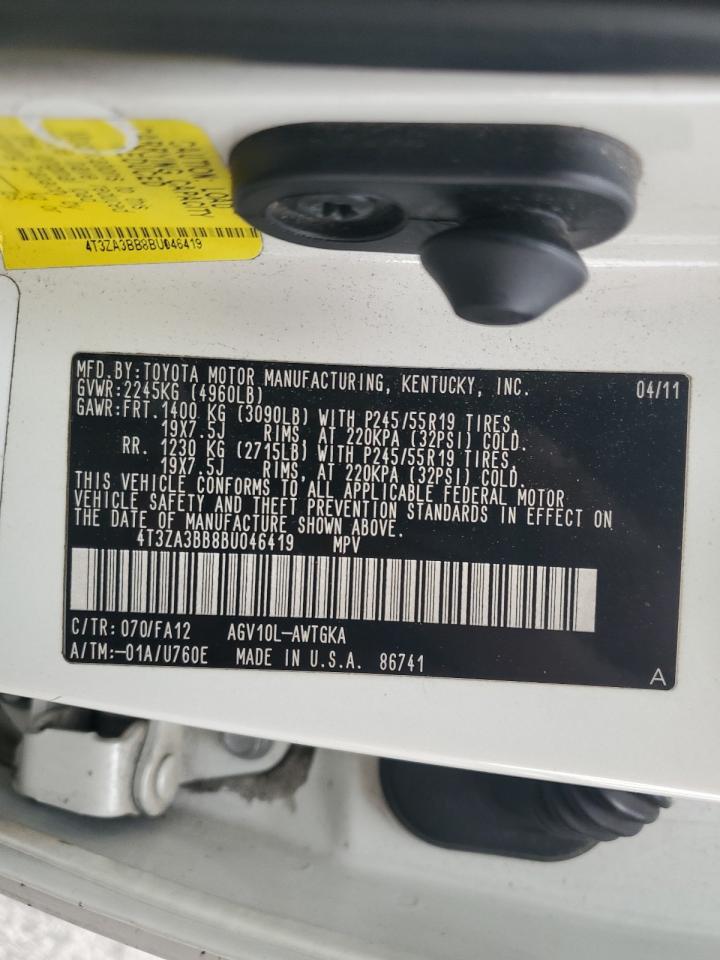 4T3ZA3BB8BU046419
MFD.BY:TOYOTA MOTOR MANUFACTURING, KENTUCKY, INC. 04/11
GVWR:2245KG (4960LB)
GAWR:FRT. 1400 KG (3090LB) WITH P245/55R19 TIRES,
19X7.5J RIMS, AT 220KPA (32PSI) COLD.
RR. 1230 KG (2715LB) WITH P245/55R19 TIRES,
19X7.5J RIMS, AT 220KPA (32PSI) COLD.
THIS VEHICLE CONFORMS TO ALL APPLICABLE FEDERAL MOTOR
VEHICLE SAFETY AND THEFT PREVENTION STANDARDS IN EFFECT ON
THE DATE OF MANUFACTURE SHOWN ABOVE.
4T3ZA3BB8BU046419 MPV
C/TR: 070/FA12 AGV10L-AWTGKA
A/TM:-01A/U760E MADE IN U.S.A. 86741
A